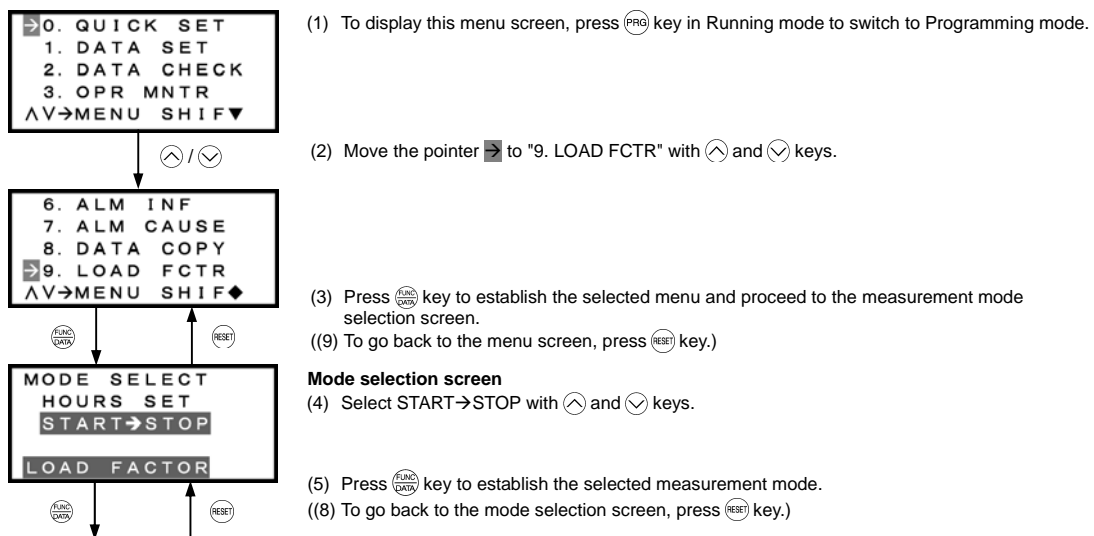 →0. QUICK SET
1. DATA SET
2. DATA CHECK
3. OPR MNTR
∧∨→MENU SHIF▼
(1) To display this menu screen, press PRG key in Running mode to switch to Programming mode.
∧ / ∨
(2) Move the pointer → to "9. LOAD FCTR" with ∧ and ∨ keys.
6. ALM INF
7. ALM CAUSE
8. DATA COPY
→9. LOAD FCTR
∧∨→MENU SHIF◆
(3) Press FUNC DATA key to establish the selected menu and proceed to the measurement mode
selection screen.
FUNC DATA
RESET
((9) To go back to the menu screen, press RESET key.)
MODE SELECT
HOURS SET
START→STOP
LOAD FACTOR
Mode selection screen
(4) Select START→STOP with ∧ and ∨ keys.
(5) Press FUNC DATA key to establish the selected measurement mode.
FUNC DATA
RESET
((8) To go back to the mode selection screen, press RESET key.)